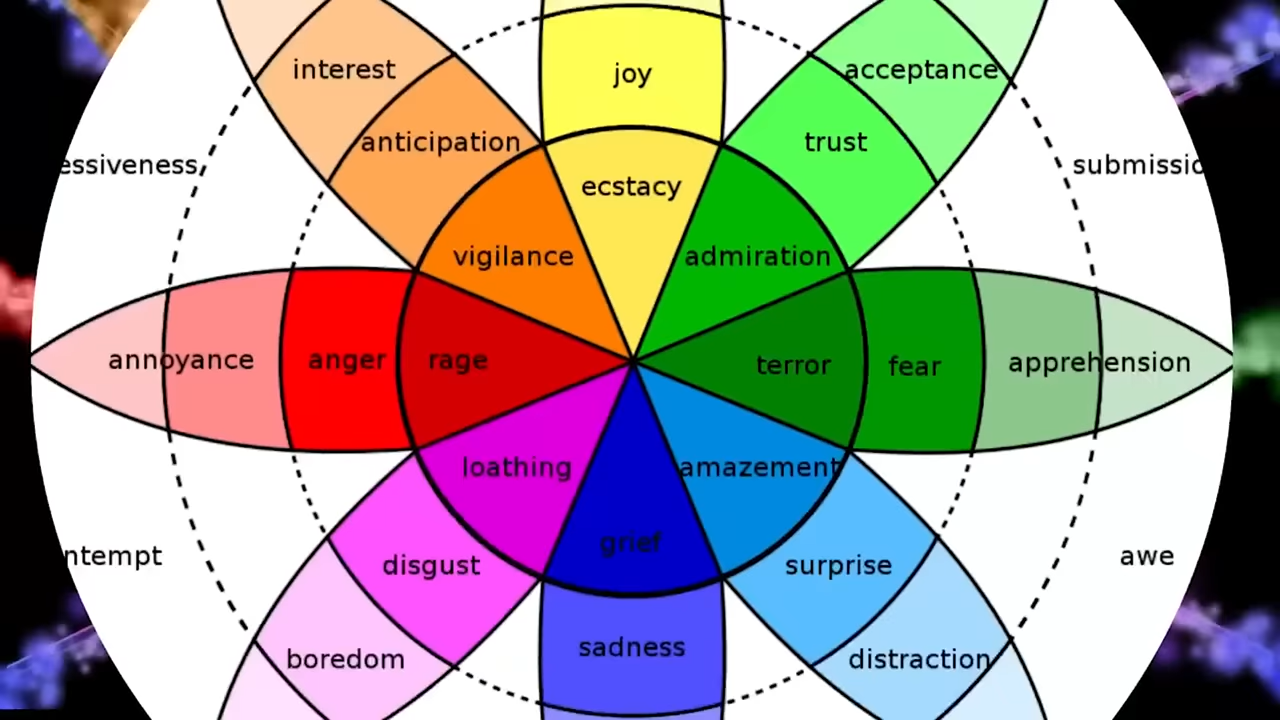 interest
joy
acceptance
anticipation
trust
essiveness
submissio
ecstacy
vigilance
admiration
annoyance
anger
rage
terror
fear
apprehension
loathing
amazement
grief
ntempt
awe
disgust
surprise
sadness
boredom
distraction